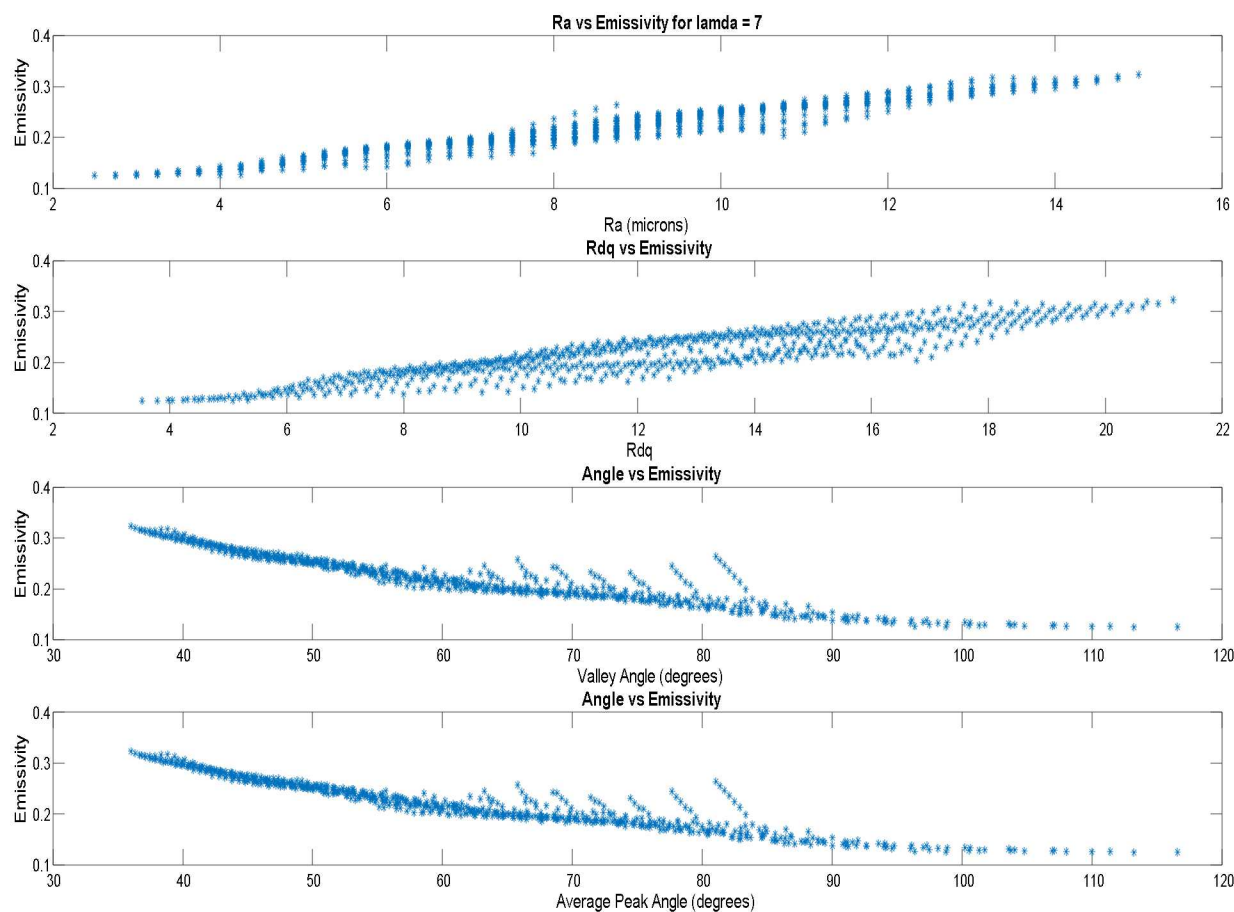 Ra vs Emissivity for lamda = 7
0.4
0.3
0.2
0.1
Emissivity
2 4 6 8 10 12 14 16
Ra (microns)
Rdq vs Emissivity
0.4
0.3
0.2
0.1
Emissivity
2 4 6 8 10 12 14 16 18 20 22
Rdq
Angle vs Emissivity
0.4
0.3
0.2
0.1
Emissivity
30 40 50 60 70 80 90 100 110 120
Valley Angle (degrees)
Angle vs Emissivity
0.4
0.3
0.2
0.1
Emissivity
30 40 50 60 70 80 90 100 110 120
Average Peak Angle (degrees)